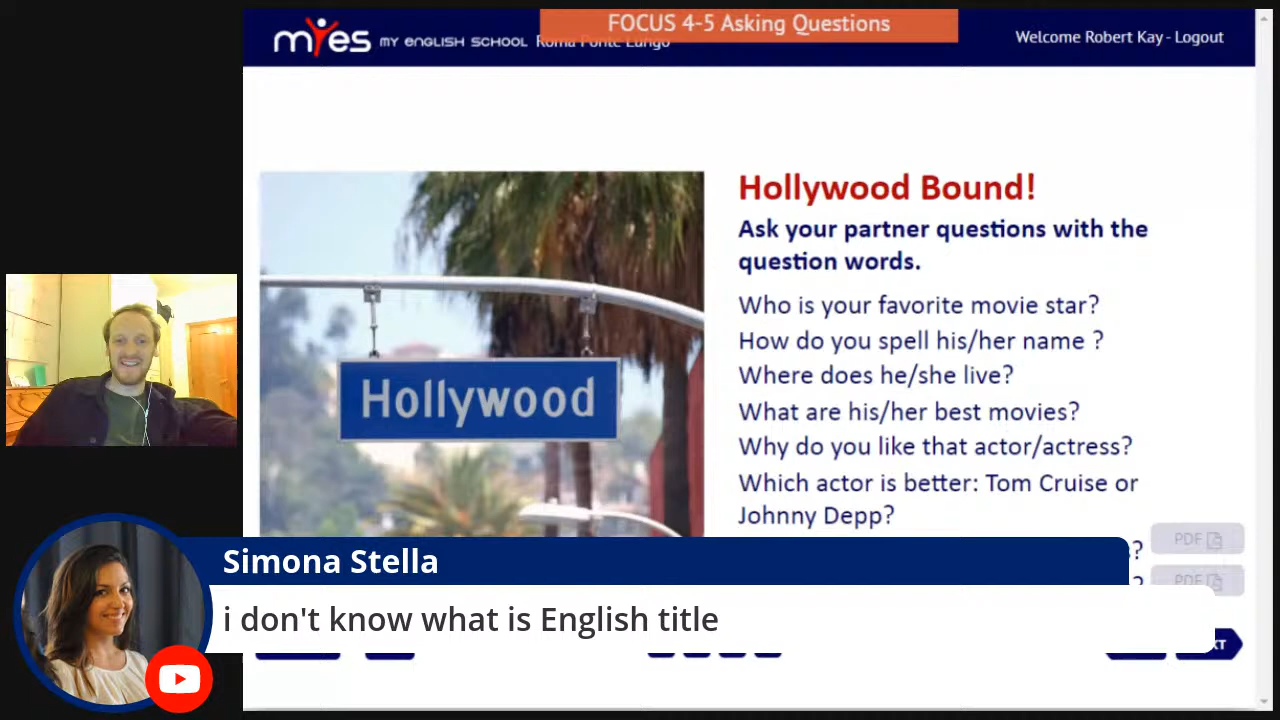 FOCUS 4-5 Asking Questions
myes MY ENGLISH SCHOOL Roma
Welcome Robert Kay - Logout
Hollywood Bound!
Ask your partner questions with the
question words.
Who is your favorite movie star?
How do you spell his/her name ?
Where does he/she live?
What are his/her best movies?
Why do you like that actor/actress?
Which actor is better: Tom Cruise or
Johnny Depp?
Hollywood
PDF
PDF
Simona Stella
i don't know what is English title